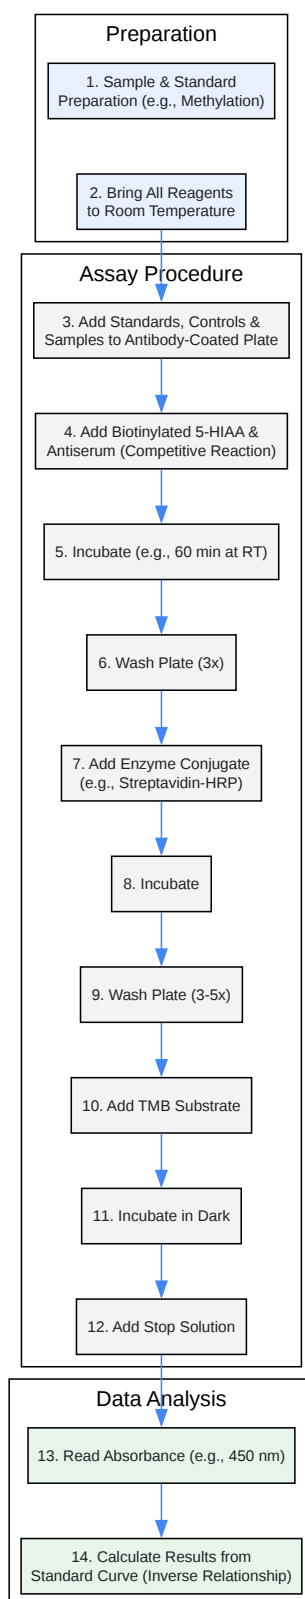 Preparation
1. Sample & Standard
Preparation (e.g., Methylation)
2. Bring All Reagents
to Room Temperature
Assay Procedure
3. Add Standards, Controls &
Samples to Antibody-Coated Plate
4. Add Biotinylated 5-HIAA &
Antiserum (Competitive Reaction)
5. Incubate (e.g., 60 min at RT)
6. Wash Plate (3x)
7. Add Enzyme Conjugate
(e.g., Streptavidin-HRP)
8. Incubate
9. Wash Plate (3-5x)
10. Add TMB Substrate
11. Incubate in Dark
12. Add Stop Solution
Data Analysis
13. Read Absorbance (e.g., 450 nm)
14. Calculate Results from
Standard Curve (Inverse Relationship)